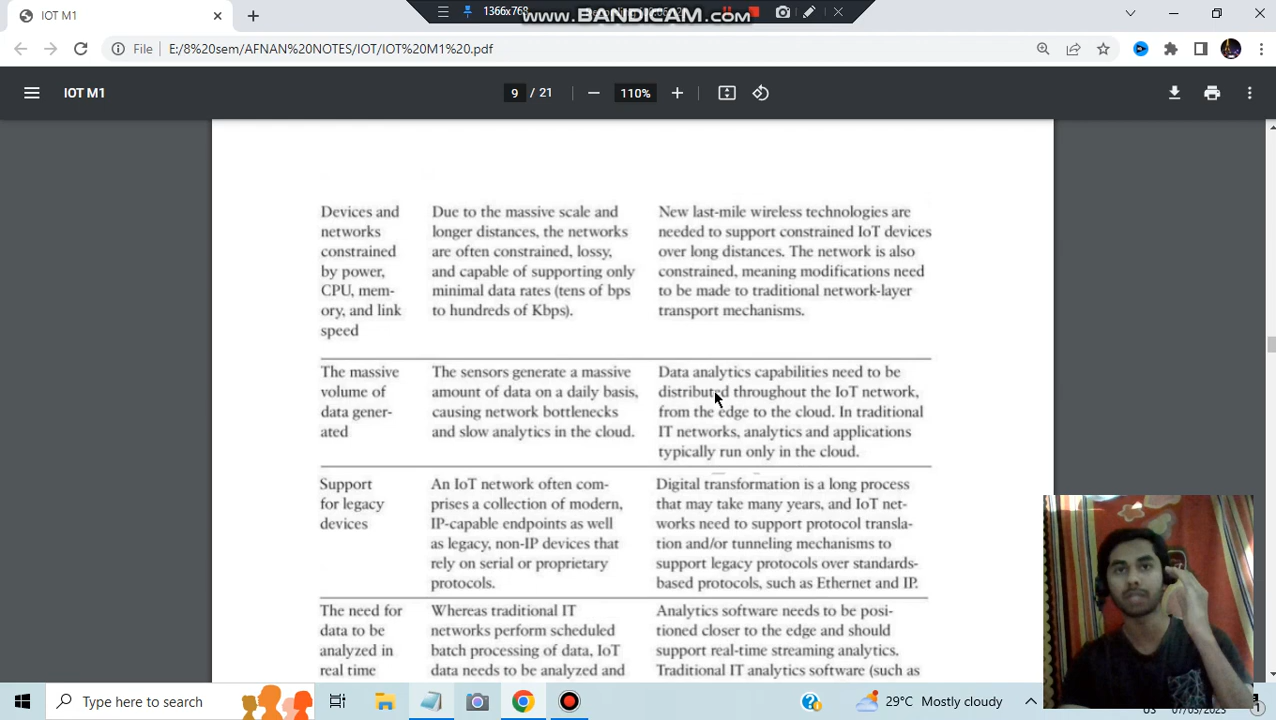 IOT M1
1366x768
www.BANDICAM.com
File E:/8%20sem/AFNAN%20NOTES/IOT/IOT%20M1%20.pdf
IOT M1
9 / 21
110%
Devices and
networks
constrained
by power,
CPU, mem-
ory, and link
speed
Due to the massive scale and
longer distances, the networks
are often constrained, lossy,
and capable of supporting only
minimal data rates (tens of bps
to hundreds of Kbps).
New last-mile wireless technologies are
needed to support constrained IoT devices
over long distances. The network is also
constrained, meaning modifications need
to be made to traditional network-layer
transport mechanisms.
The massive
volume of
data gener-
ated
The sensors generate a massive
amount of data on a daily basis,
causing network bottlenecks
and slow analytics in the cloud.
Data analytics capabilities need to be
distributed throughout the IoT network,
from the edge to the cloud. In traditional
IT networks, analytics and applications
typically run only in the cloud.
Support
for legacy
devices
An IoT network often com-
prises a collection of modern,
IP-capable endpoints as well
as legacy, non-IP devices that
rely on serial or proprietary
protocols.
Digital transformation is a long process
that may take many years, and IoT net-
works need to support protocol transla-
tion and/or tunneling mechanisms to
support legacy protocols over standards-
based protocols, such as Ethernet and IP.
The need for
data to be
analyzed in
real time
Whereas traditional IT
networks perform scheduled
batch processing of data, IoT
data needs to be analyzed and
Analytics software needs to be posi-
tioned closer to the edge and should
support real-time streaming analytics.
Traditional IT analytics software (such as
Type here to search
29°C Mostly cloudy